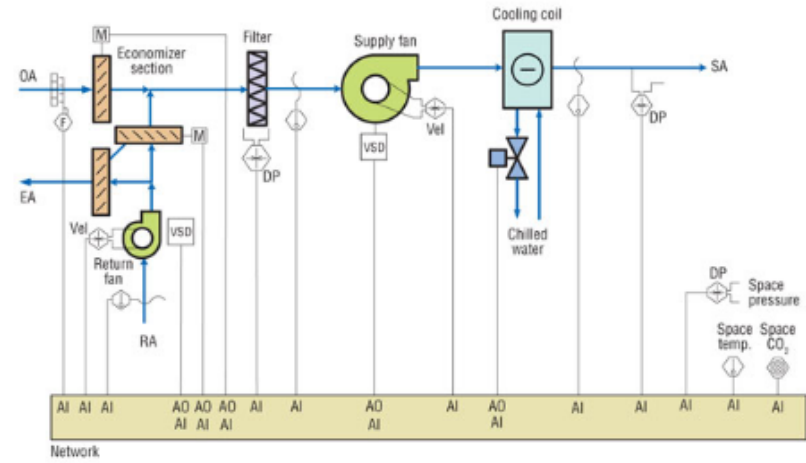 M
Economizer
section
OA
F
M
EA
Vel
Return
fan
RA
VSD
Filter
DP
Supply fan
Vel
VSD
Cooling coil
Chilled
water
SA
DP
DP
Space
pressure
Space
temp.
Space
CO₂
AI AI AI AO AO AO AI AI AO AI AO AI AI AI AI AI
AI AI AI AI AI
Network